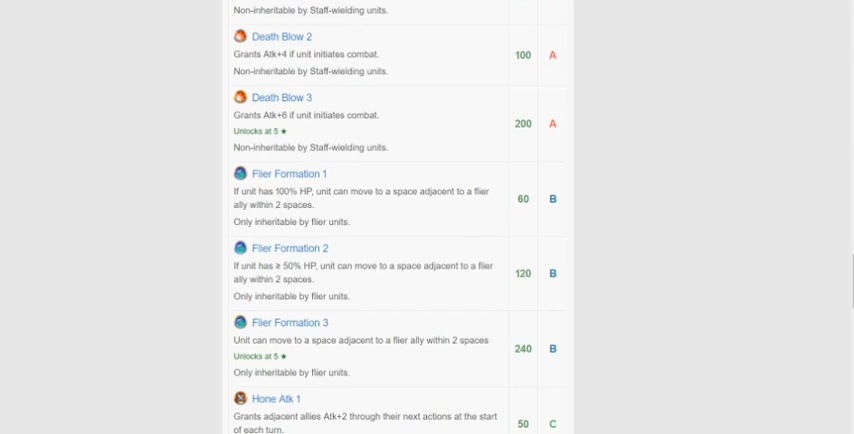 Non-inheritable by Staff-wielding units.
Death Blow 2
Grants Atk+4 if unit initiates combat.
Non-inheritable by Staff-wielding units.
100 A
Death Blow 3
Grants Atk+6 if unit initiates combat.
Unlocks at 5 ★
Non-inheritable by Staff-wielding units.
200 A
Flier Formation 1
If unit has 100% HP, unit can move to a space adjacent to a flier
ally within 2 spaces.
Only inheritable by flier units.
60 B
Flier Formation 2
If unit has ≥ 50% HP, unit can move to a space adjacent to a flier
ally within 2 spaces.
Only inheritable by flier units.
120 B
Flier Formation 3
Unit can move to a space adjacent to a flier ally within 2 spaces
Unlocks at 5 ★
Only inheritable by flier units.
240 B
Hone Atk 1
Grants adjacent allies Atk+2 through their next actions at the start
of each turn.
50 C